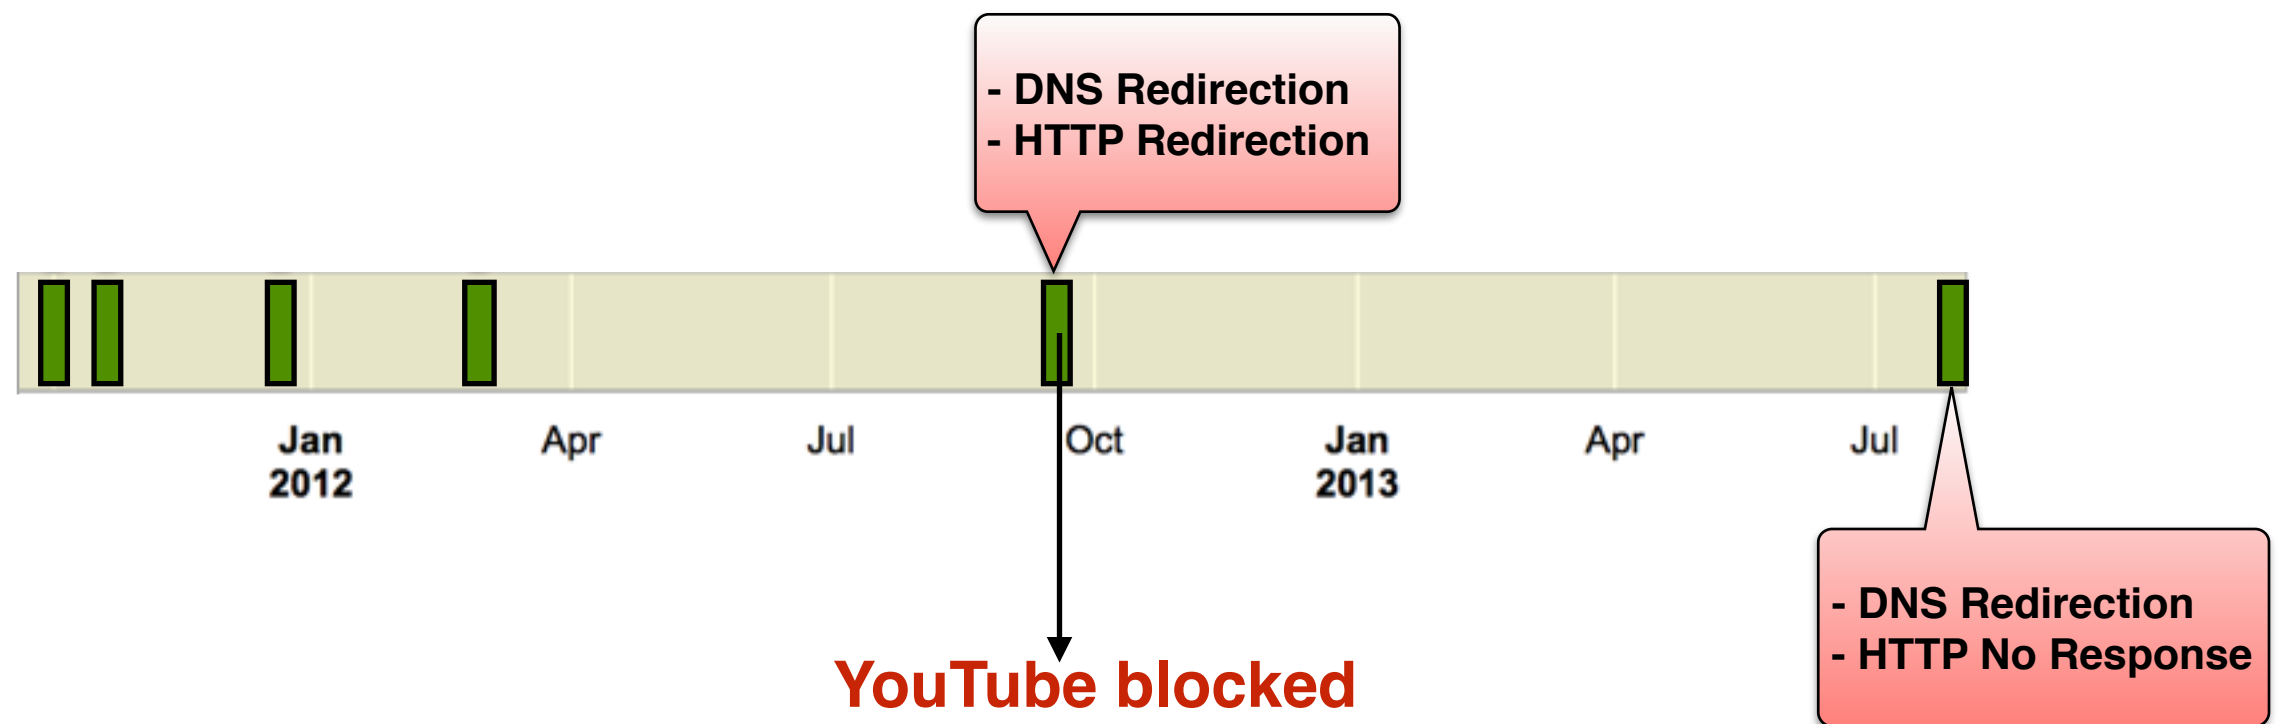 - DNS Redirection
- HTTP Redirection
Jan
2012
Apr
Jul
Oct
Jan
2013
Apr
Jul
- DNS Redirection
- HTTP No Response
YouTube blocked